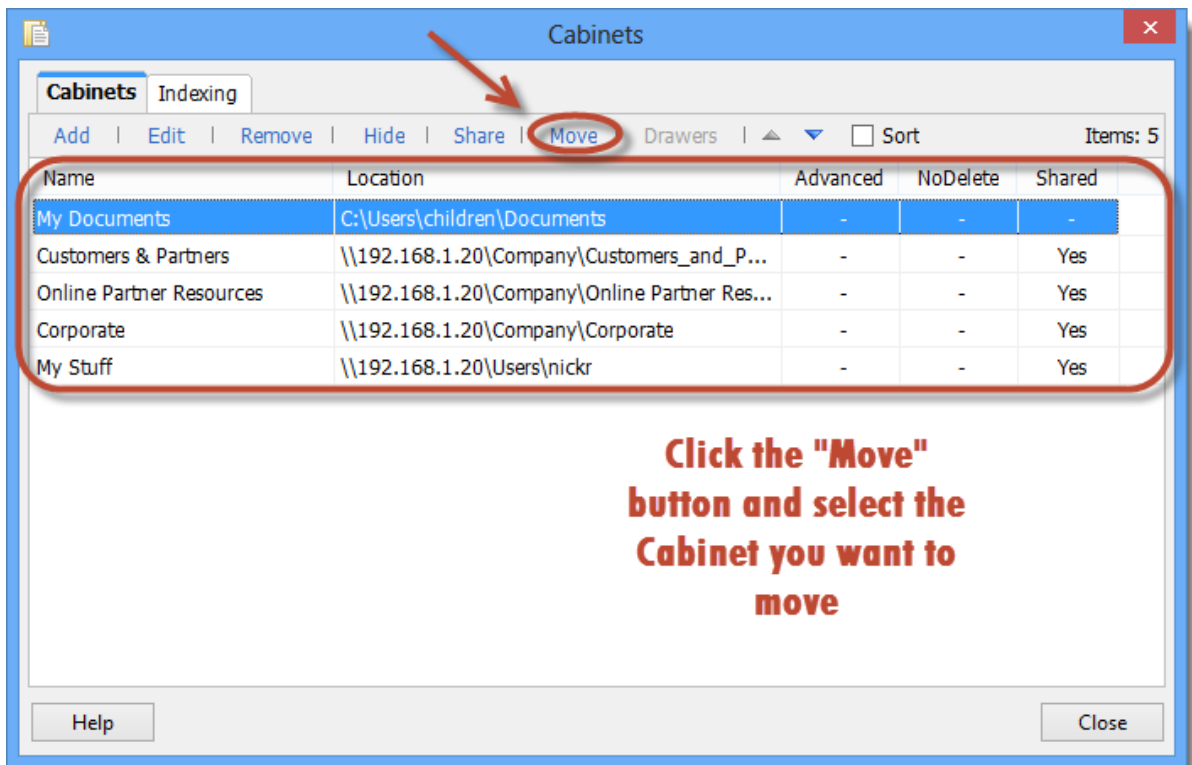 Cabinets
Cabinets Indexing
Add | Edit | Remove | Hide | Share | Move Drawers | Sort Items: 5
Name Location Advanced NoDelete Shared
My Documents C:\Users\children\Documents - - -
Customers & Partners \\192.168.1.20\Company\Customers_and_P... - - Yes
Online Partner Resources \\192.168.1.20\Company\Online Partner Res... - - Yes
Corporate \\192.168.1.20\Company\Corporate - - Yes
My Stuff \\192.168.1.20\Users\nickr - - Yes
Click the "Move"
button and select the
Cabinet you want to
move
Help Close